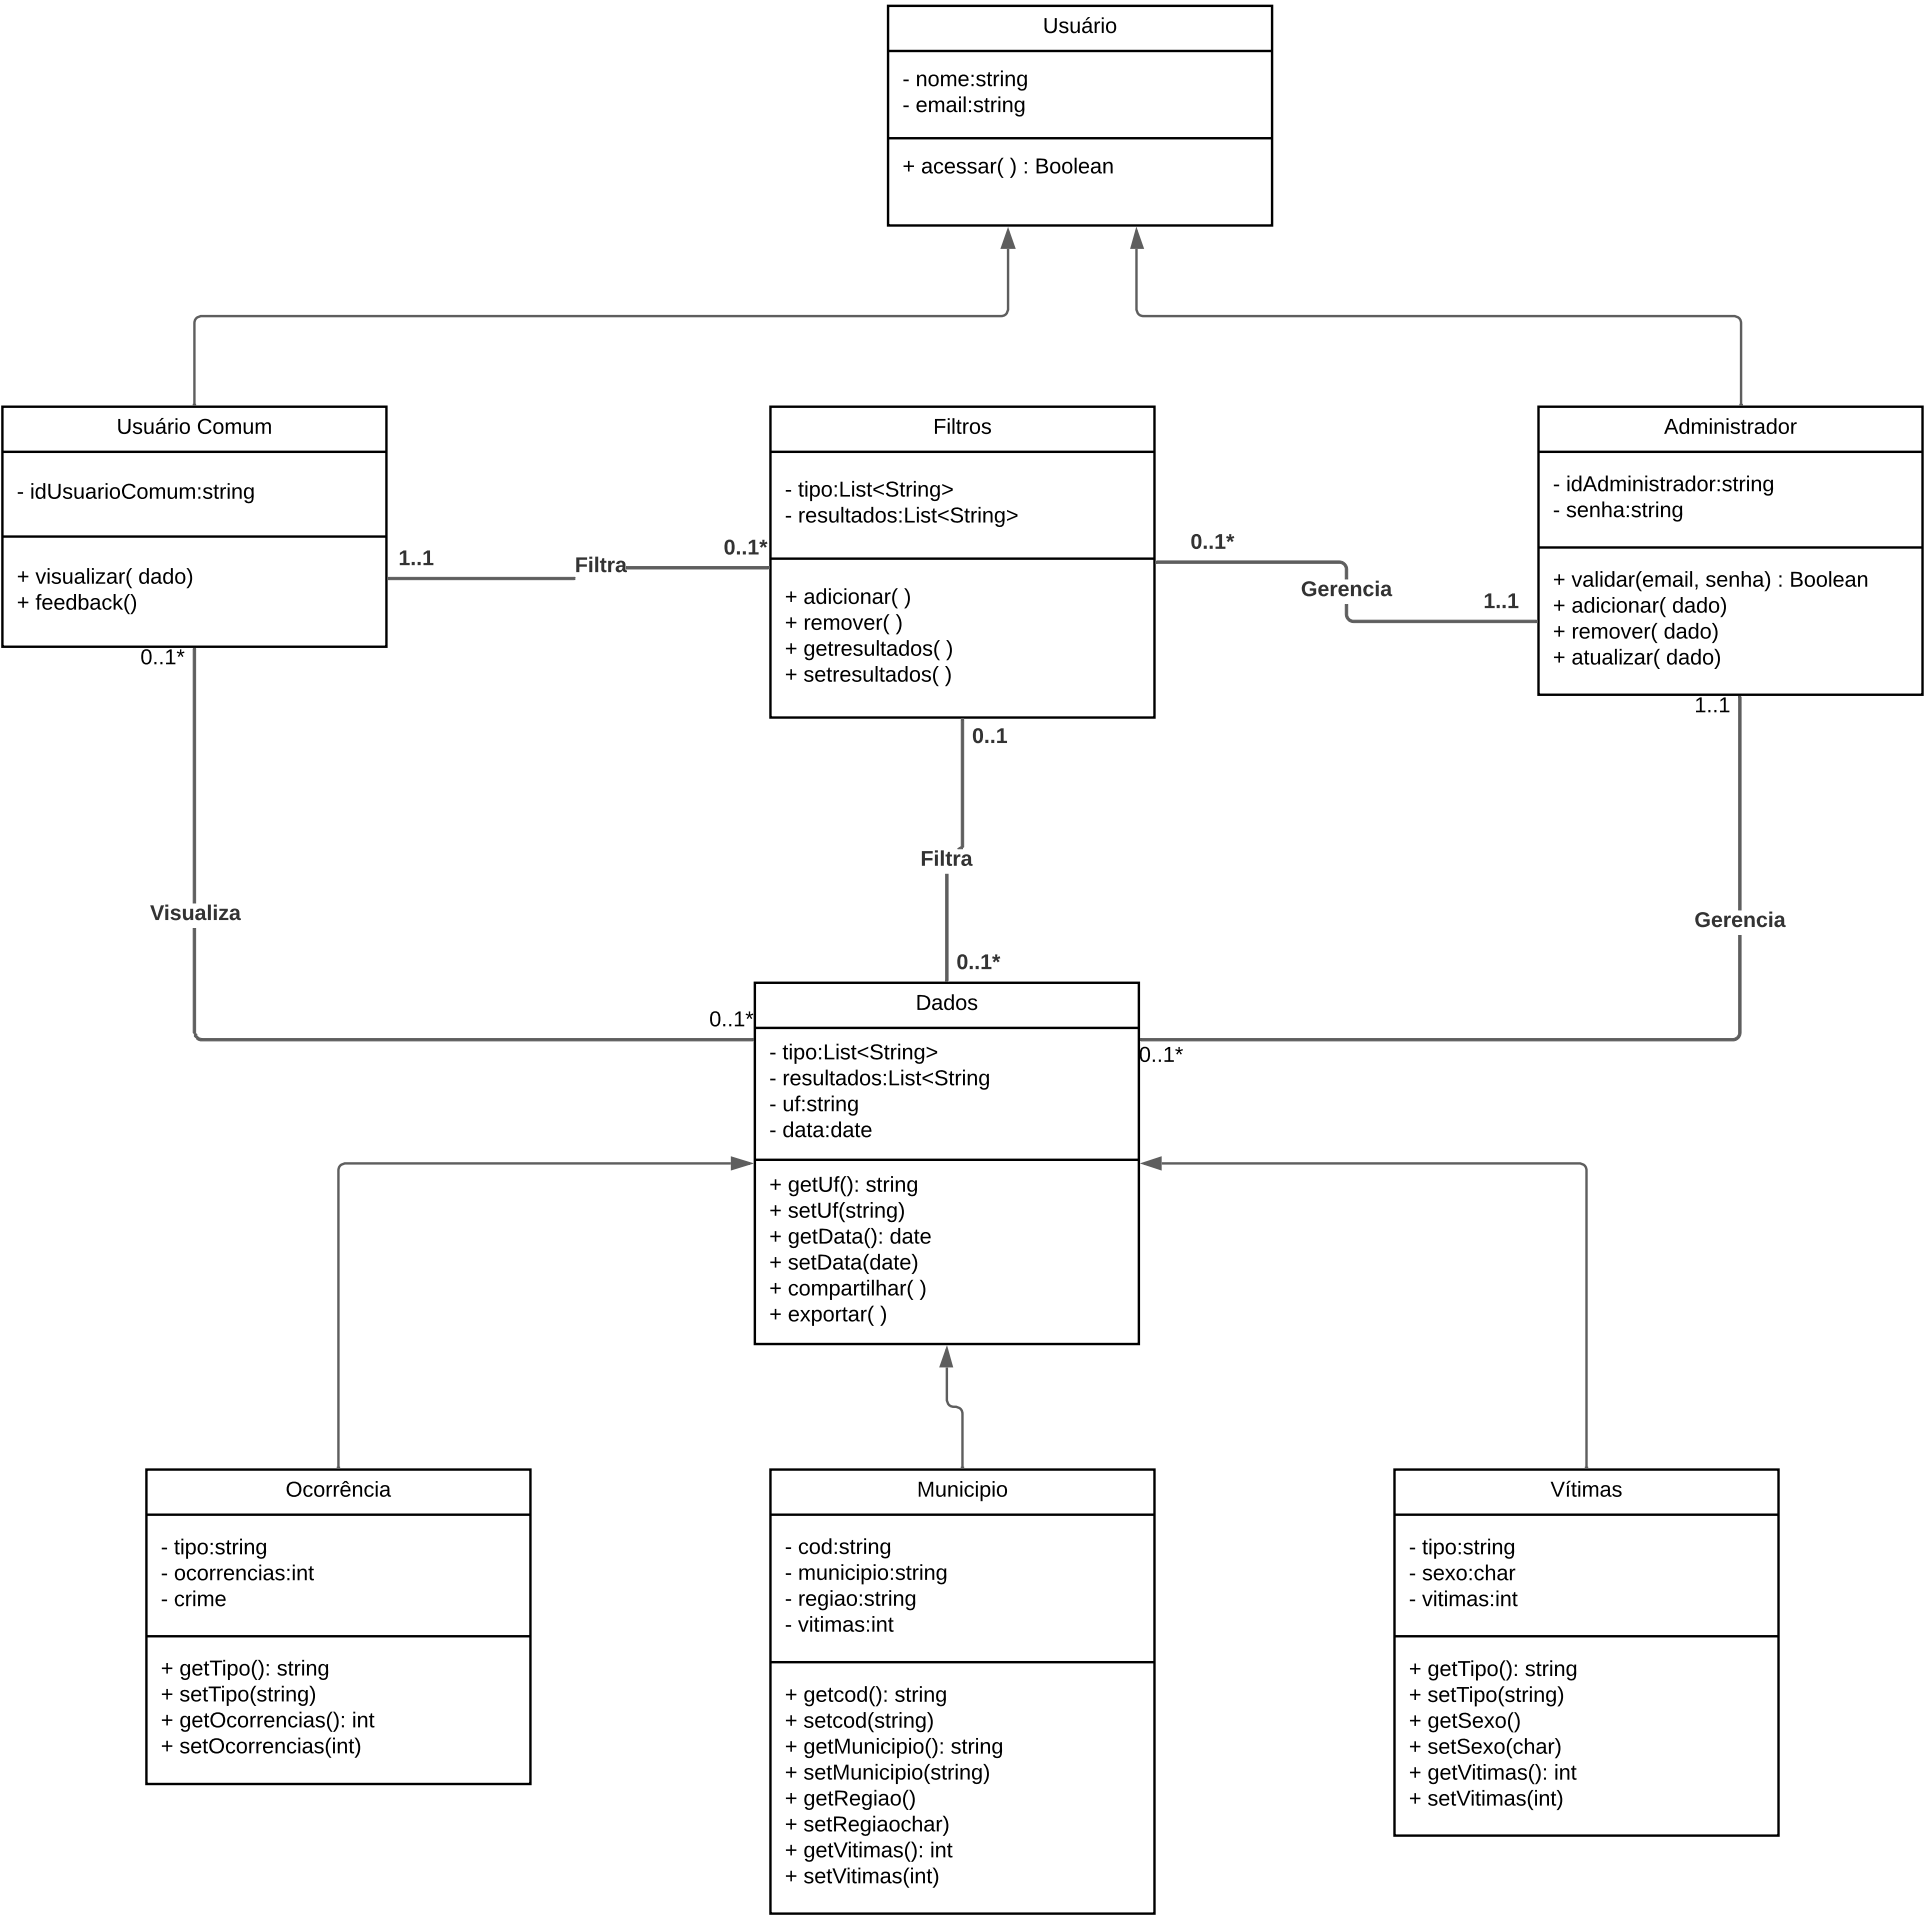 Usuário
- nome:string
- email:string
+ acessar( ) : Boolean
Usuário Comum
- idUsuarioComum:string
+ visualizar( dado)
+ feedback()
Filtros
- tipo:List<String>
- resultados:List<String>
+ adicionar( )
+ remover( )
+ getresultados( )
+ setresultados( )
Administrador
- idAdministrador:string
- senha:string
+ validar(email, senha) : Boolean
+ adicionar( dado)
+ remover( dado)
+ atualizar( dado)
1..1
Filtra
0..1*
0..1*
Gerencia
1..1
0..1*
Visualiza
0..1*
0..1
Filtra
0..1*
1..1
Gerencia
0..1*
Dados
- tipo:List<String>
- resultados:List<String
- uf:string
- data:date
+ getUf(): string
+ setUf(string)
+ getData(): date
+ setData(date)
+ compartilhar( )
+ exportar( )
Ocorrência
- tipo:string
- ocorrencias:int
- crime
+ getTipo(): string
+ setTipo(string)
+ getOcorrencias(): int
+ setOcorrencias(int)
Municipio
- cod:string
- municipio:string
- regiao:string
- vitimas:int
+ getcod(): string
+ setcod(string)
+ getMunicipio(): string
+ setMunicipio(string)
+ getRegiao()
+ setRegiaochar)
+ getVitimas(): int
+ setVitimas(int)
Vítimas
- tipo:string
- sexo:char
- vitimas:int
+ getTipo(): string
+ setTipo(string)
+ getSexo()
+ setSexo(char)
+ getVitimas(): int
+ setVitimas(int)